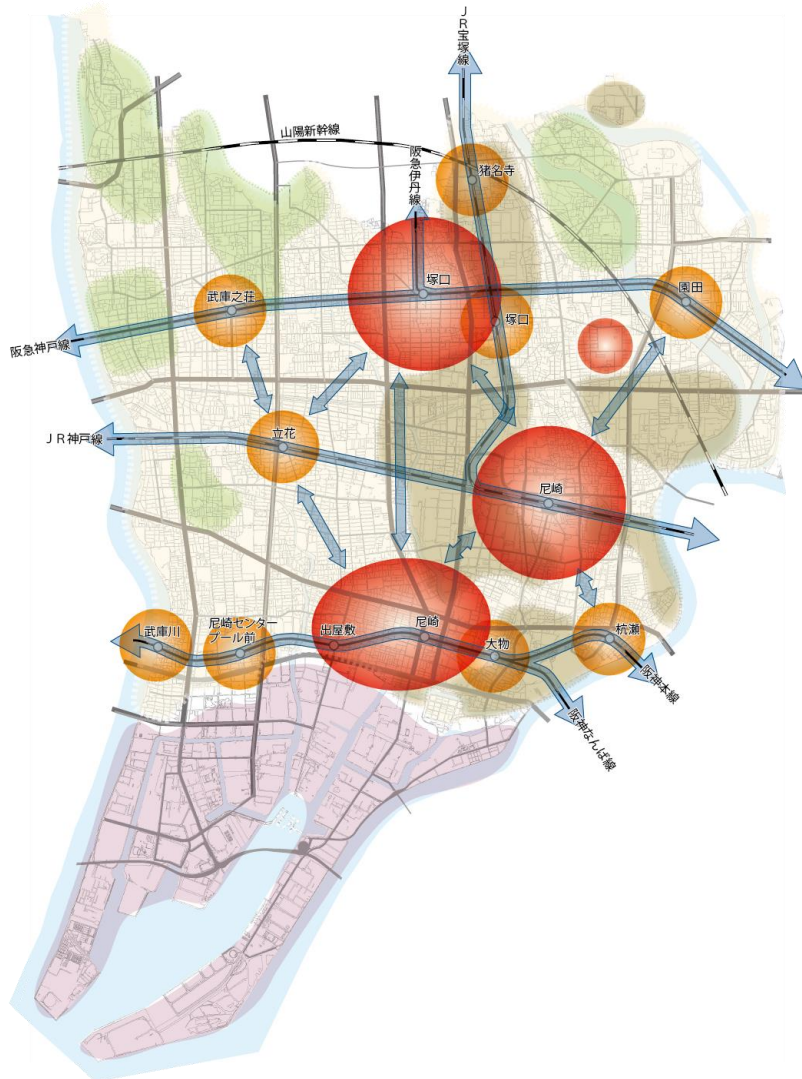 ＪＲ宝塚線
山陽新幹線
阪急伊丹線
猪名寺
塚口
武庫之荘
園田
塚口
阪急神戸線
立花
ＪＲ神戸線
尼崎
武庫川
尼崎センター
プール前
出屋敷
尼崎
大物
杭瀬
阪神本線
阪神なんば線